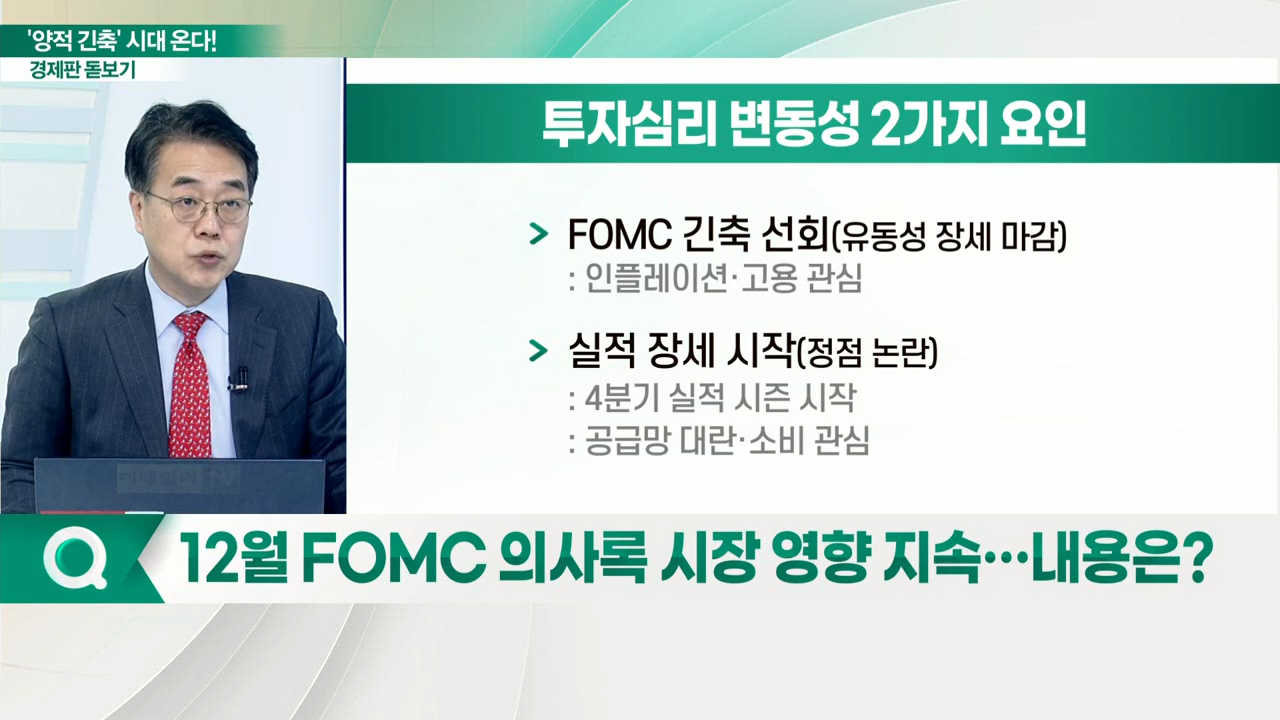 '양적 긴축' 시대 온다!
경제판 돋보기
투자심리 변동성 2가지 요인
FOMC 긴축 선회(유동성 장세 마감)
: 인플레이션·고용 관심
실적 장세 시작(정점 논란)
: 4분기 실적 시즌 시작
: 공급망 대란·소비 관심
12월 FOMC 의사록 시장 영향 지속…내용은?